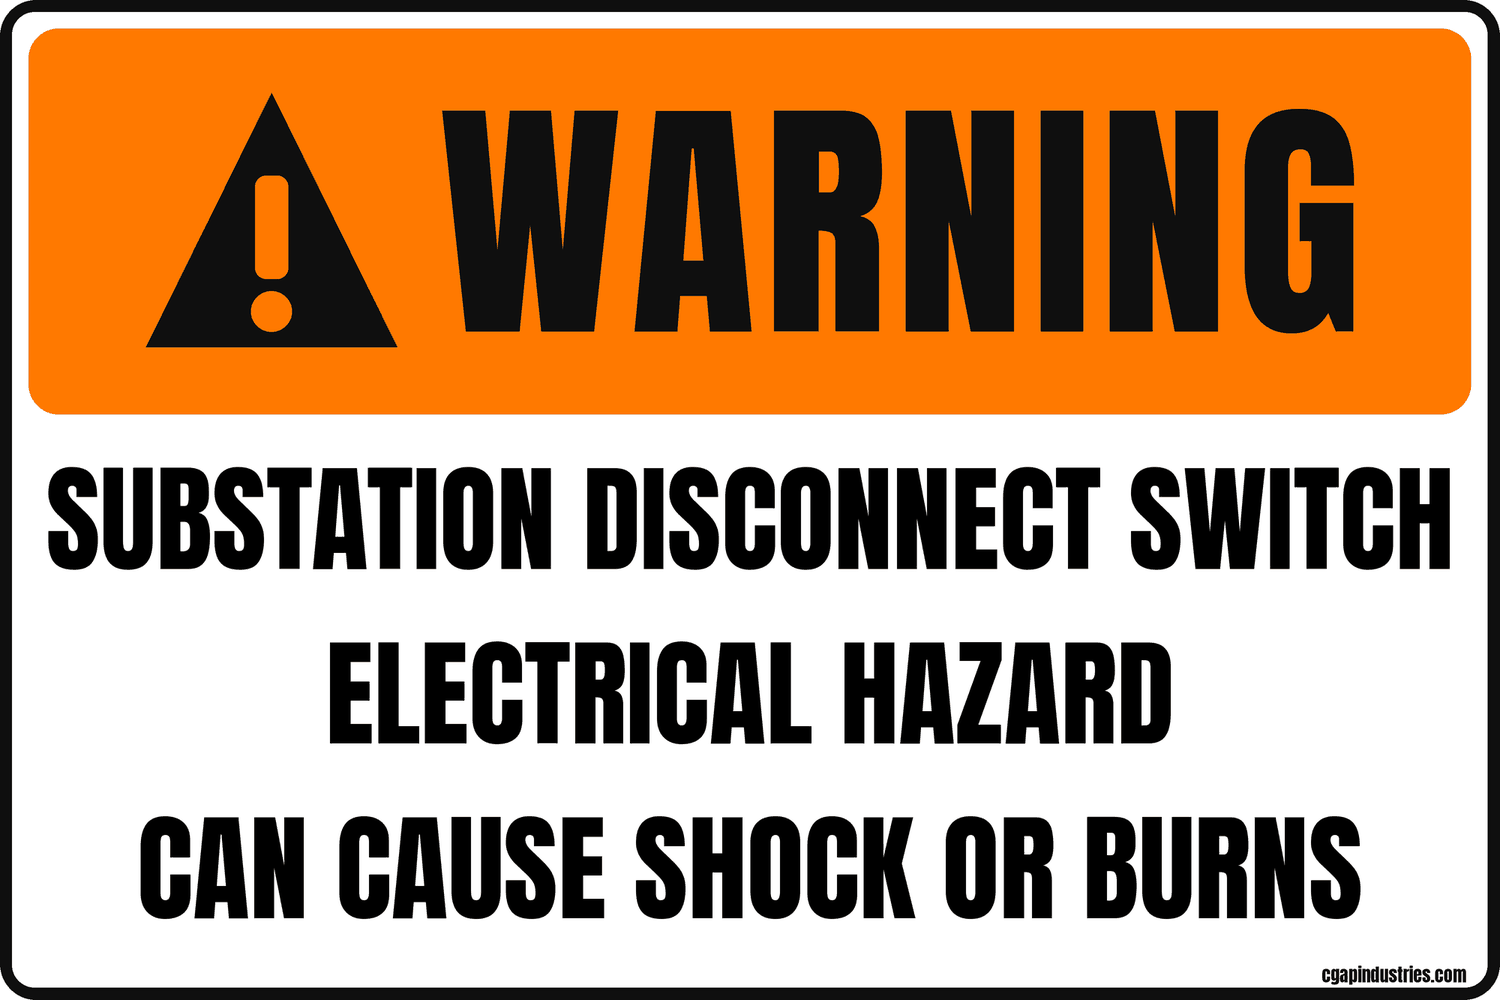 WARNING
SUBSTATION DISCONNECT SWITCH
ELECTRICAL HAZARD
CAN CAUSE SHOCK OR BURNS
cgapindustries.com